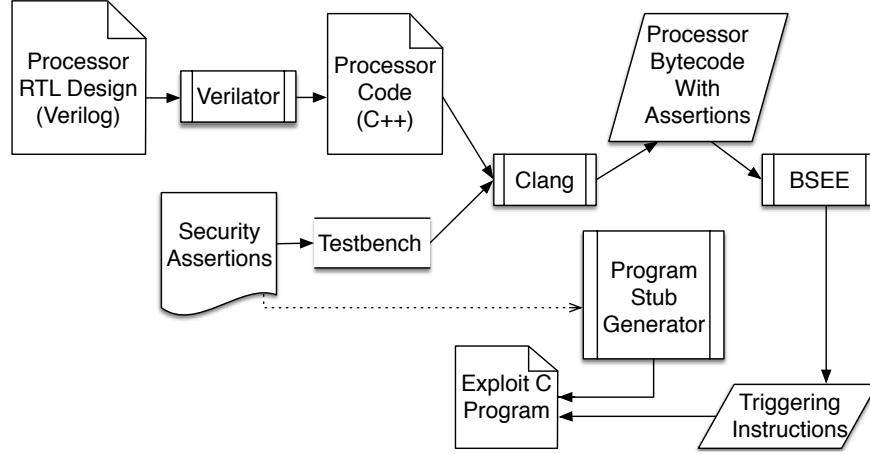 Processor
RTL Design
(Verilog)
Verilator
Processor
Code
(C++)
Processor
Bytecode
With
Assertions
Clang
BSEE
Security
Assertions
Testbench
Program
Stub
Generator
Exploit C
Program
Triggering
Instructions